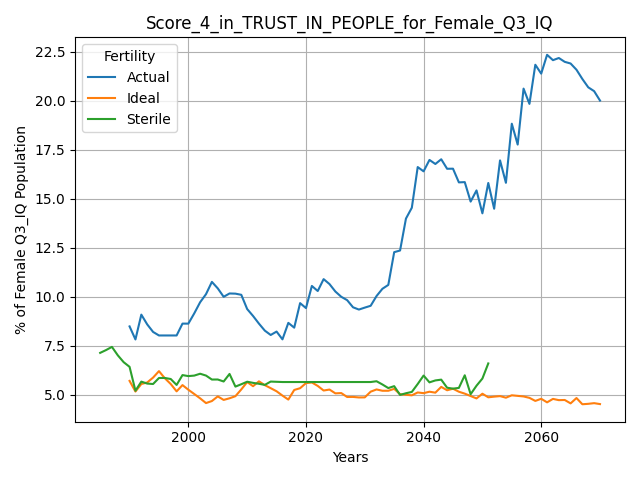 Score_4_in_TRUST_IN_PEOPLE_for_Female_Q3_IQ
Fertility
Actual
Ideal
Sterile
% of Female Q3_IQ Population
22.5
20.0
17.5
15.0
12.5
10.0
7.5
5.0
2000 2020 2040 2060
Years